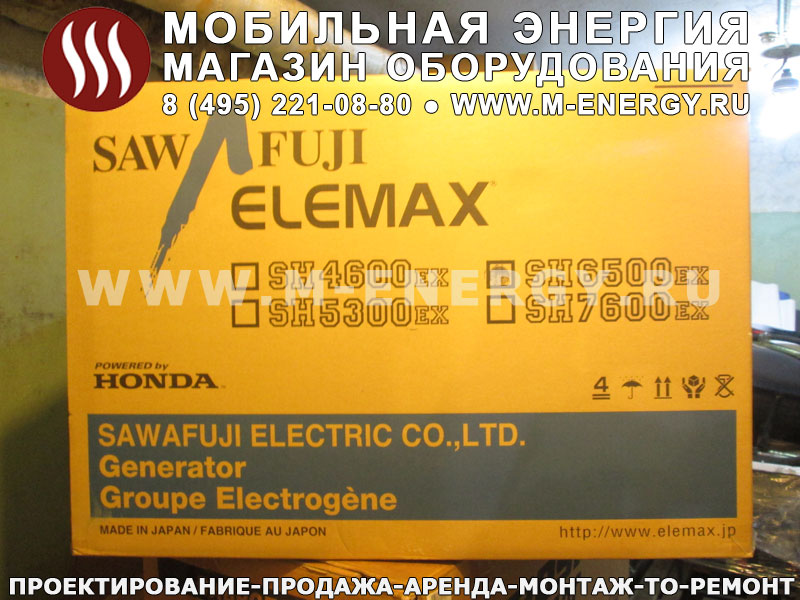 МОБИЛЬНАЯ ЭНЕРГИЯ
МАГАЗИН ОБОРУДОВАНИЯ
8 (495) 221-08-80 ● WWW.M-ENERGY.RU
SAWAFUJI
ELEMAX
SH4600EX SH6500EX
WWW.M-ENERGY.RU
SH5300EX SH7600EX
POWERED by
HONDA
4
SAWAFUJI ELECTRIC CO.,LTD.
Generator
Groupe Electrogène
MADE IN JAPAN / FABRIQUE AU JAPON http://www.elemax.jp
ПРОЕКТИРОВАНИЕ-ПРОДАЖА-АРЕНДА-МОНТАЖ-ТО-РЕМОНТ